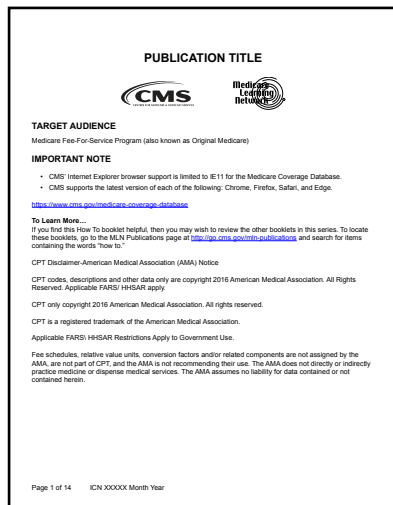 PUBLICATION TITLE
CMS
CENTERS FOR MEDICARE & MEDICAID SERVICES
Medicare
Learning
Network
TARGET AUDIENCE
Medicare Fee-For-Service Program (also known as Original Medicare)
IMPORTANT NOTE
• CMS' Internet Explorer browser support is limited to IE11 for the Medicare Coverage Database.
• CMS supports the latest version of each of the following: Chrome, Firefox, Safari, and Edge.
https://www.cms.gov/medicare-coverage-database
To Learn More…
If you find this How To booklet helpful, then you may wish to review the other booklets in this series. To locate
these booklets, go to the MLN Publications page at http://go.cms.gov/mln-publications and search for items
containing the words “how to.”
CPT Disclaimer-American Medical Association (AMA) Notice
CPT codes, descriptions and other data only are copyright 2016 American Medical Association. All Rights
Reserved. Applicable FARS/ HHSAR apply.
CPT only copyright 2016 American Medical Association. All rights reserved.
CPT is a registered trademark of the American Medical Association.
Applicable FARS\ HHSAR Restrictions Apply to Government Use.
Fee schedules, relative value units, conversion factors and/or related components are not assigned by the
AMA, are not part of CPT, and the AMA is not recommending their use. The AMA does not directly or indirectly
practice medicine or dispense medical services. The AMA assumes no liability for data contained or not
contained herein.
Page 1 of 14 ICN XXXXX Month Year